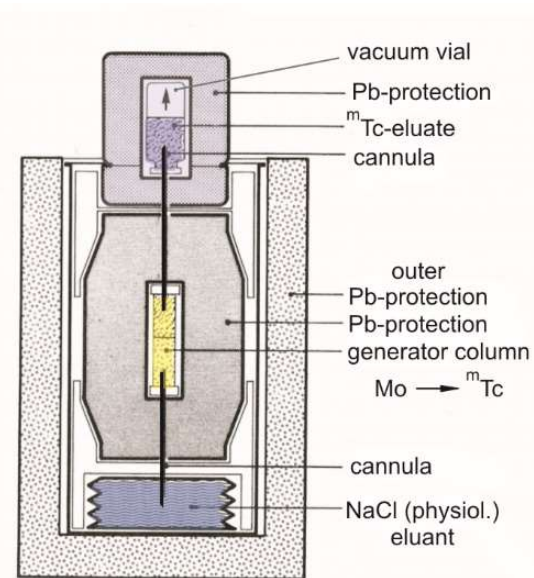 vacuum vial
Pb-protection
ᵐTc-eluate
cannula
outer
Pb-protection
Pb-protection
generator column
Mo → ᵐTc
cannula
NaCl (physiol.)
eluant